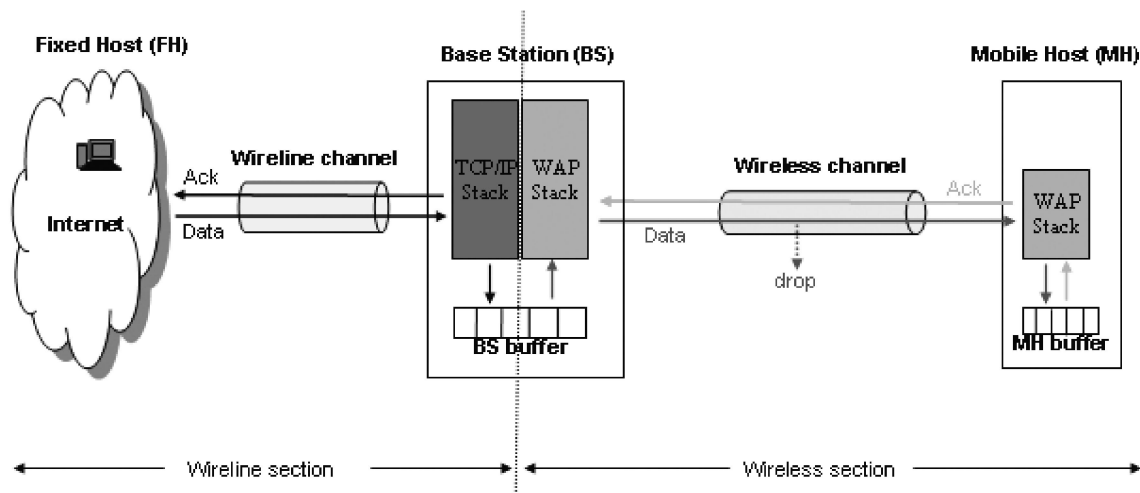 Fixed Host (FH)
Base Station (BS)
Mobile Host (MH)
Wireline channel
Wireless channel
TCP/IP
Stack
WAP
Stack
Ack
Ack
WAP
Stack
Internet
Data
Data
drop
BS buffer
MH buffer
Wireline section
Wireless section